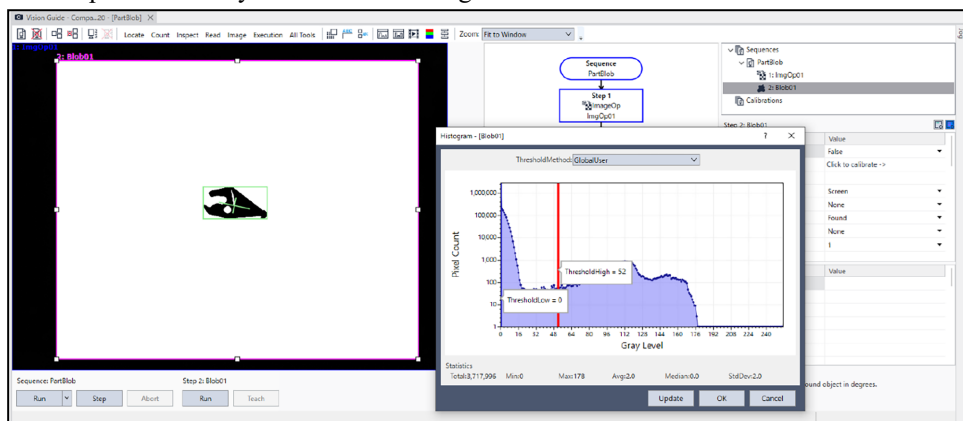 Vision Guide - Compa...20 - [PartBlob]
Locate Count Inspect Read Image Execution All Tools
Zoom: Fit to Window
2: Blob01
Sequence
PartBlob
Step 1
ImageOp
ImgOp01
Sequences
PartBlob
1: ImgOp01
2: Blob01
Calibrations
Step 2: Blob01
Value
False
Click to calibrate ->
Screen
None
Found
None
1
Value
ound object in degrees.
Histogram - [Blob01]
? X
ThresholdMethod: GlobalUser
Pixel Count
1,000,000
100,000
10,000
1,000
100
10
1
ThresholdHigh = 52
ThresholdLow = 0
0 16 32 48 64 80 96 112 128 144 160 176 192 208 224 240
Gray Level
Statistics
Total:3,717,996 Min:0 Max:178 Avg:2.0 Median:0.0 StdDev:2.0
Update OK Cancel
Sequence: PartBlob
Step 2: Blob01
Run Step Abort Run Teach